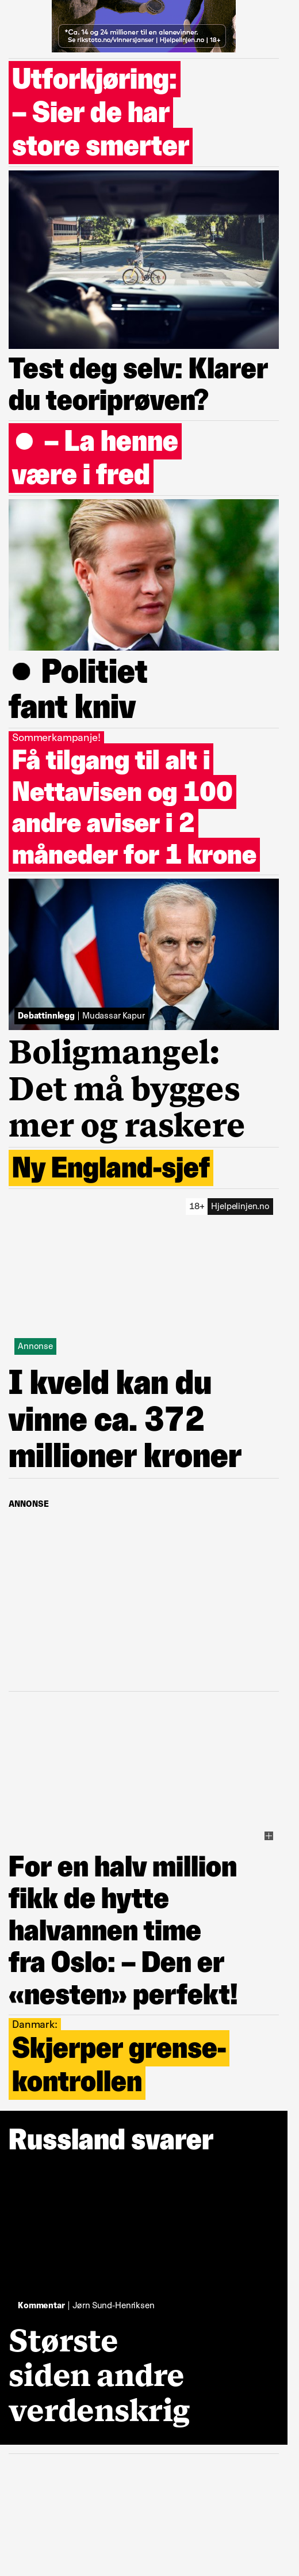 *Ca. 14 og 24 millioner til en alenevinner.
Se rikstoto.no/vinnersjanser | Hjelpelinjen.no | 18+
Utforkjøring:
– Sier de har
store smerter
Test deg selv: Klarer
du teoriprøven?
● – La henne
være i fred
● Politiet
fant kniv
Sommerkampanje!
Få tilgang til alt i
Nettavisen og 100
andre aviser i 2
måneder for 1 krone
Debattinnlegg | Mudassar Kapur
Boligmangel:
Det må bygges
mer og raskere
Ny England-sjef
18+ Hjelpelinjen.no
Annonse
I kveld kan du
vinne ca. 372
millioner kroner
ANNONSE
For en halv million
fikk de hytte
halvannen time
fra Oslo: – Den er
«nesten» perfekt!
Danmark:
Skjerper grense-
kontrollen
Russland svarer
Kommentar | Jørn Sund-Henriksen
Største
siden andre
verdenskrig